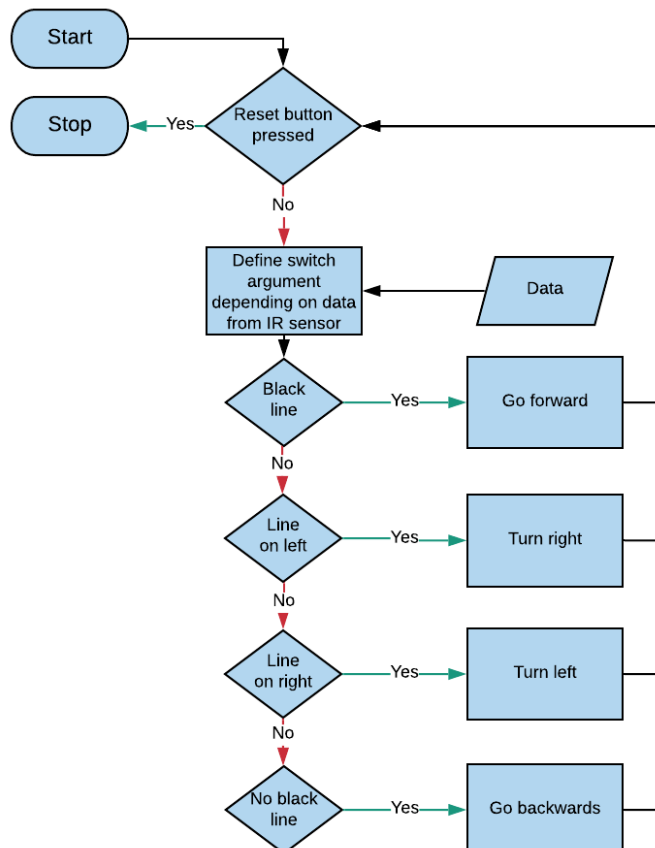 Start
Reset button
pressed
Stop
Yes
No
Define switch
argument
depending on data
from IR sensor
Data
Black
line
Yes
Go forward
No
Line
on left
Yes
Turn right
No
Line
on right
Yes
Turn left
No
No black
line
Yes
Go backwards